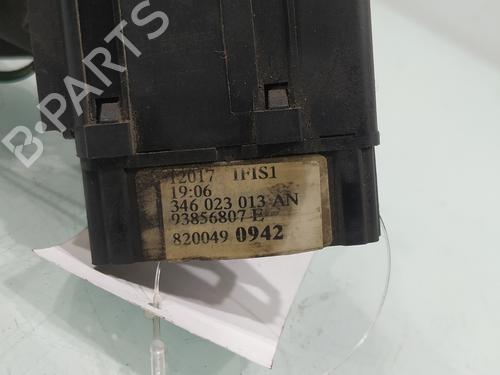 B-PARTS
12017 IFIS1
19:06
346 023 013 AN
93856807 E
820049 0942